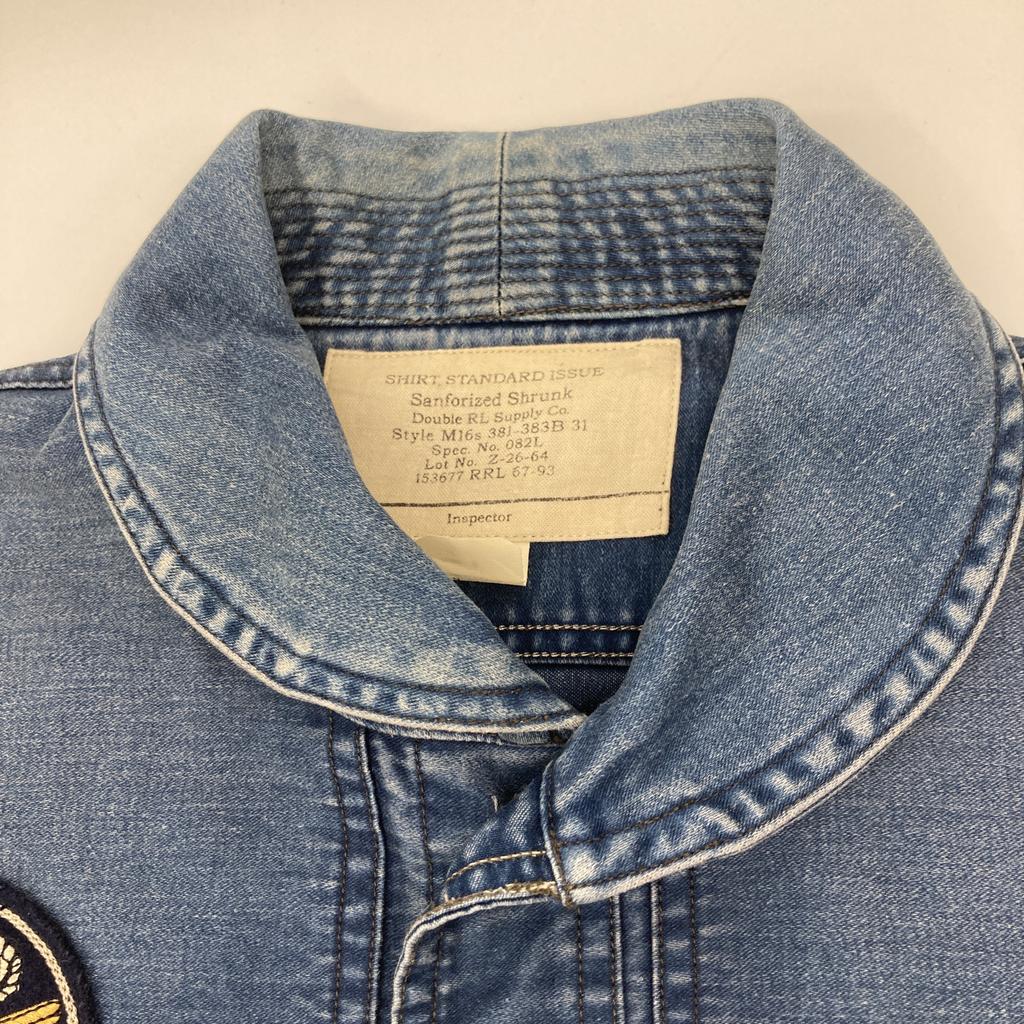 SHIRT, STANDARD ISSUE
Sanforized Shrunk
Double RL Supply Co.
Style M16s 381-383B 31
Spec. No. 082L
Lot No. Z-26-64
153677 RRL 67-93
Inspector